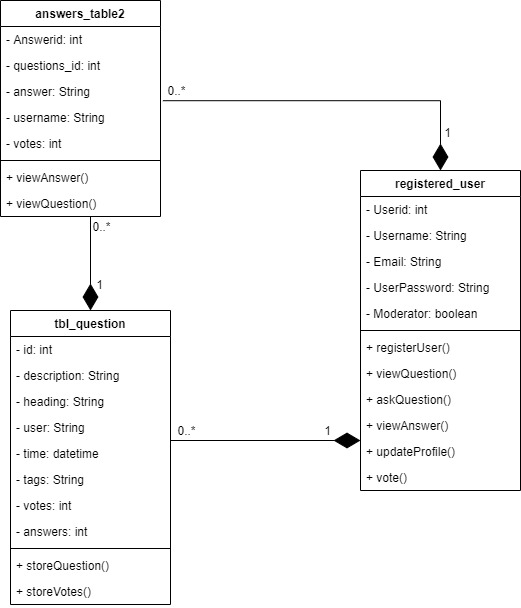 answers_table2
- Answerid: int
- questions_id: int
- answer: String
- username: String
- votes: int
+ viewAnswer()
+ viewQuestion()
0..*
1
registered_user
- Userid: int
- Username: String
- Email: String
- UserPassword: String
- Moderator: boolean
+ registerUser()
+ viewQuestion()
+ askQuestion()
+ viewAnswer()
+ updateProfile()
+ vote()
0..*
1
tbl_question
- id: int
- description: String
- heading: String
- user: String
- time: datetime
- tags: String
- votes: int
- answers: int
+ storeQuestion()
+ storeVotes()
0..*
1